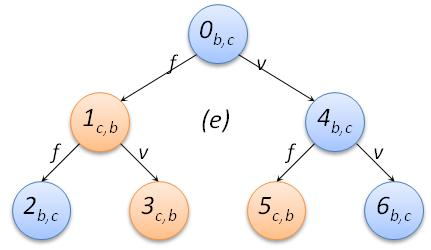 0b,c
f v
1c,b (e) 4b,c
f v f v
2b,c 3c,b 5c,b 6b,c